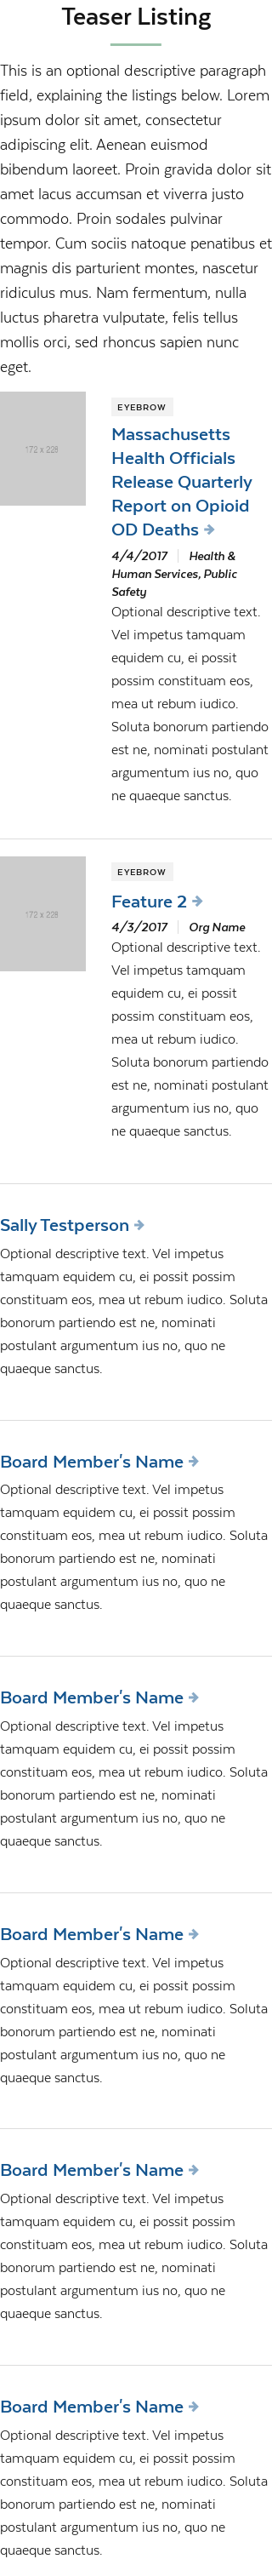 Teaser Listing
This is an optional descriptive paragraph
field, explaining the listings below. Lorem
ipsum dolor sit amet, consectetur
adipiscing elit. Aenean euismod
bibendum laoreet. Proin gravida dolor sit
amet lacus accumsan et viverra justo
commodo. Proin sodales pulvinar
tempor. Cum sociis natoque penatibus et
magnis dis parturient montes, nascetur
ridiculus mus. Nam fermentum, nulla
luctus pharetra vulputate, felis tellus
mollis orci, sed rhoncus sapien nunc
eget.
172 x 228
EYEBROW
Massachusetts
Health Officials
Release Quarterly
Report on Opioid
OD Deaths
4/4/2017 Health &
Human Services, Public
Safety
Optional descriptive text.
Vel impetus tamquam
equidem cu, ei possit
possim constituam eos,
mea ut rebum iudico.
Soluta bonorum partiendo
est ne, nominati postulant
argumentum ius no, quo
ne quaeque sanctus.
172 x 228
EYEBROW
Feature 2
4/3/2017 Org Name
Optional descriptive text.
Vel impetus tamquam
equidem cu, ei possit
possim constituam eos,
mea ut rebum iudico.
Soluta bonorum partiendo
est ne, nominati postulant
argumentum ius no, quo
ne quaeque sanctus.
Sally Testperson
Optional descriptive text. Vel impetus
tamquam equidem cu, ei possit possim
constituam eos, mea ut rebum iudico. Soluta
bonorum partiendo est ne, nominati
postulant argumentum ius no, quo ne
quaeque sanctus.
Board Member's Name
Optional descriptive text. Vel impetus
tamquam equidem cu, ei possit possim
constituam eos, mea ut rebum iudico. Soluta
bonorum partiendo est ne, nominati
postulant argumentum ius no, quo ne
quaeque sanctus.
Board Member's Name
Optional descriptive text. Vel impetus
tamquam equidem cu, ei possit possim
constituam eos, mea ut rebum iudico. Soluta
bonorum partiendo est ne, nominati
postulant argumentum ius no, quo ne
quaeque sanctus.
Board Member's Name
Optional descriptive text. Vel impetus
tamquam equidem cu, ei possit possim
constituam eos, mea ut rebum iudico. Soluta
bonorum partiendo est ne, nominati
postulant argumentum ius no, quo ne
quaeque sanctus.
Board Member's Name
Optional descriptive text. Vel impetus
tamquam equidem cu, ei possit possim
constituam eos, mea ut rebum iudico. Soluta
bonorum partiendo est ne, nominati
postulant argumentum ius no, quo ne
quaeque sanctus.
Board Member's Name
Optional descriptive text. Vel impetus
tamquam equidem cu, ei possit possim
constituam eos, mea ut rebum iudico. Soluta
bonorum partiendo est ne, nominati
postulant argumentum ius no, quo ne
quaeque sanctus.